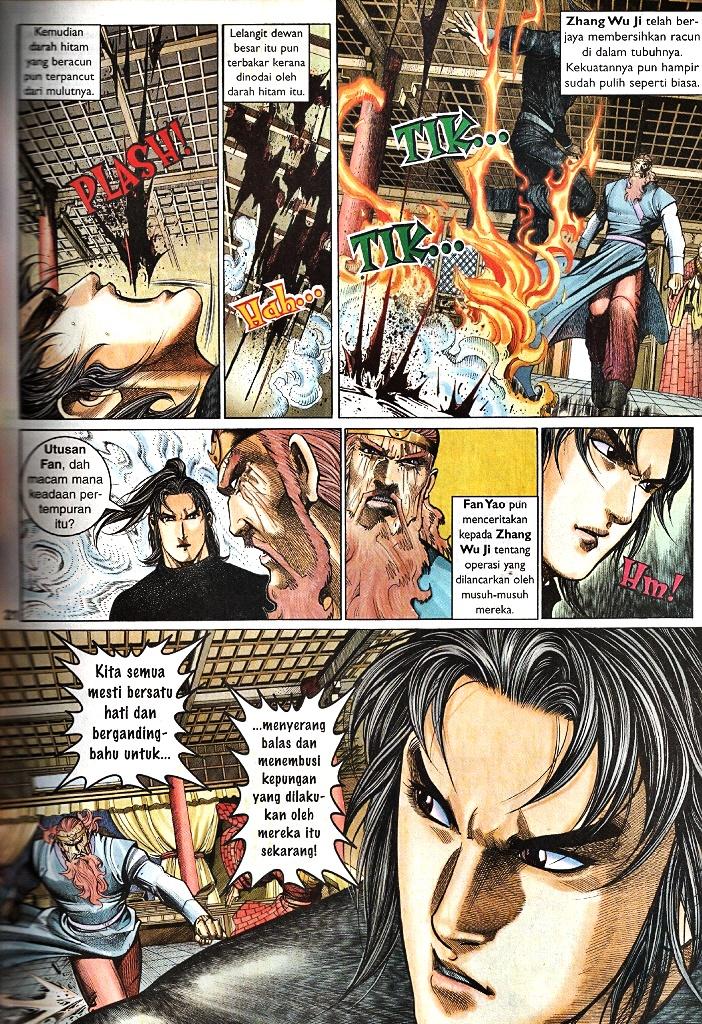 Kemudian
darah hitam
yang beracun
pun terpancut
dari mulutnya.
PLASH!
Lelangit dewan
besar itu pun
terbakar kerana
dinodai oleh
darah hitam itu.
Hah...
Zhang Wu Ji telah ber-
jaya membersihkan racun
di dalam tubuhnya.
Kekuatannya pun hampir
sudah pulih seperti biasa.
TIK...
TIK...
Utusan
Fan, dah
macam mana
keadaan per-
tempuran
itu?
Fan Yao pun
menceritakan
kepada Zhang
Wu Ji tentang
operasi yang
dilancarkan oleh
musuh-musuh
mereka.
Hm!
Kita semua
mesti bersatu
hati dan
berganding-
bahu untuk...
...menyerang
balas dan
menembusi
kepungan
yang dilaku-
kan oleh
mereka itu
sekarang!